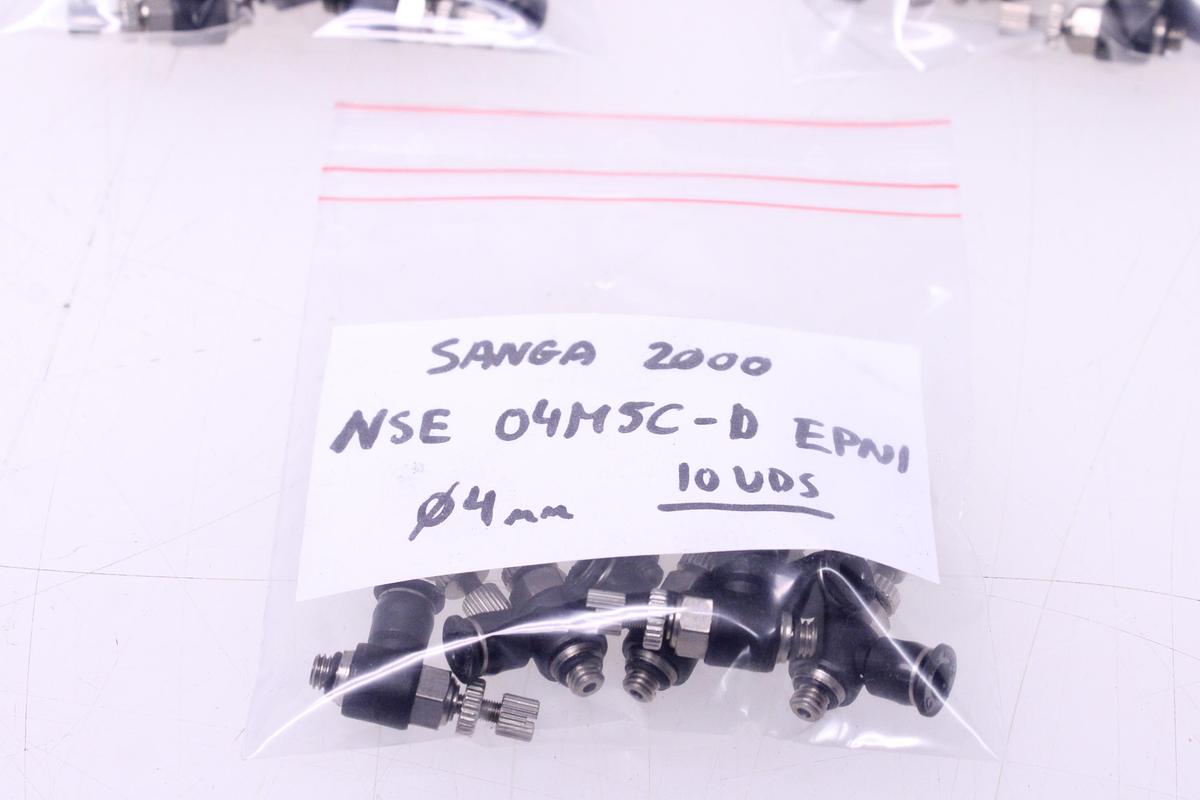 SANGA 2000
NSE 04M5C-D EPNI
Ø4mm 10 UDS